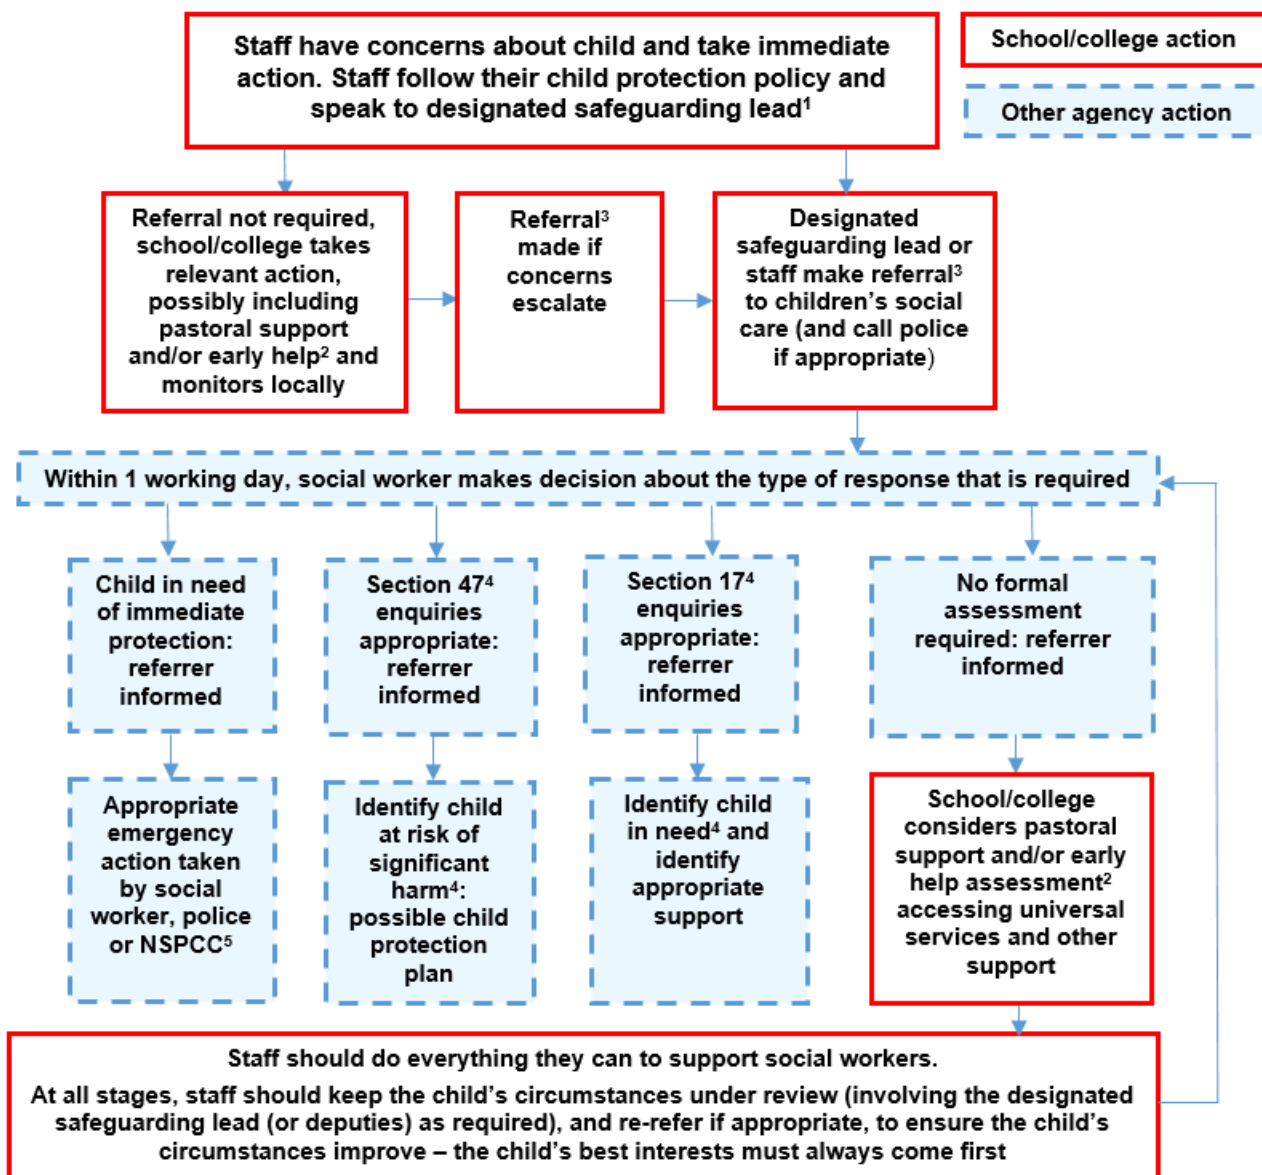 Staff have concerns about child and take immediate
action. Staff follow their child protection policy and
speak to designated safeguarding lead¹
School/college action
Other agency action
Referral not required,
school/college takes
relevant action,
possibly including
pastoral support
and/or early help² and
monitors locally
Referral³
made if
concerns
escalate
Designated
safeguarding lead or
staff make referral³
to children’s social
care (and call police
if appropriate)
Within 1 working day, social worker makes decision about the type of response that is required
Child in need
of immediate
protection:
referrer
informed
Section 47⁴
enquiries
appropriate:
referrer
informed
Section 17⁴
enquiries
appropriate:
referrer
informed
No formal
assessment
required: referrer
informed
Appropriate
emergency
action taken
by social
worker, police
or NSPCC⁵
Identify child
at risk of
significant
harm⁴:
possible child
protection
plan
Identify child
in need⁴ and
identify
appropriate
support
School/college
considers pastoral
support and/or early
help assessment²
accessing universal
services and other
support
Staff should do everything they can to support social workers.
At all stages, staff should keep the child’s circumstances under review (involving the designated
safeguarding lead (or deputies) as required), and re-refer if appropriate, to ensure the child’s
circumstances improve – the child’s best interests must always come first